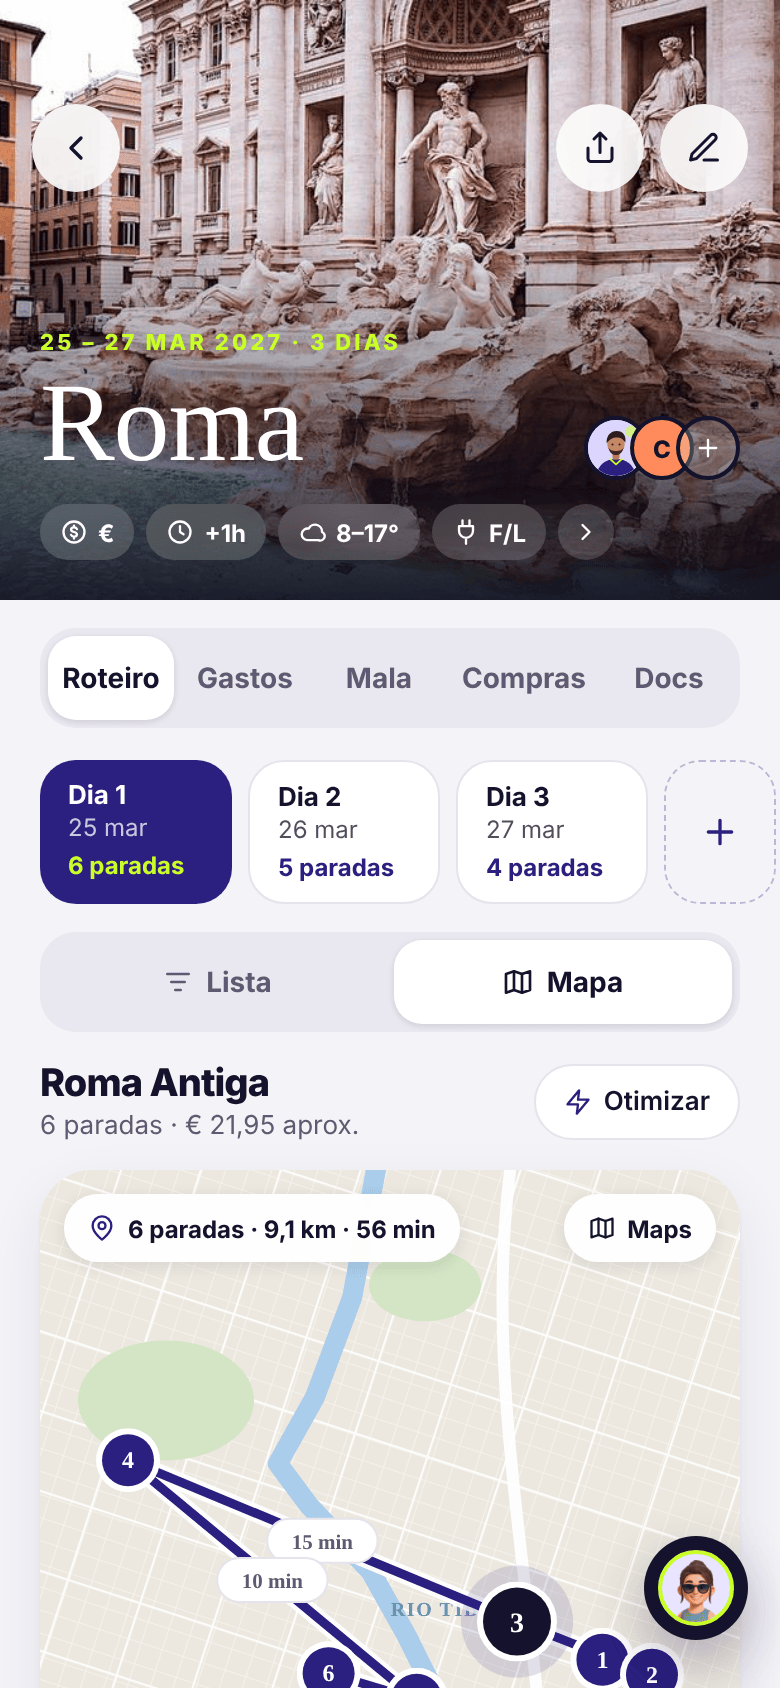 25 – 27 MAR 2027 · 3 DIAS
Roma
C
€
+1h
8–17°
F/L
Roteiro
Gastos
Mala
Compras
Docs
Dia 1
25 mar
6 paradas
Dia 2
26 mar
5 paradas
Dia 3
27 mar
4 paradas
Lista
Mapa
Roma Antiga
6 paradas · € 21,95 aprox.
Otimizar
6 paradas · 9,1 km · 56 min
Maps
4
15 min
10 min
RIO
3
1
2
6